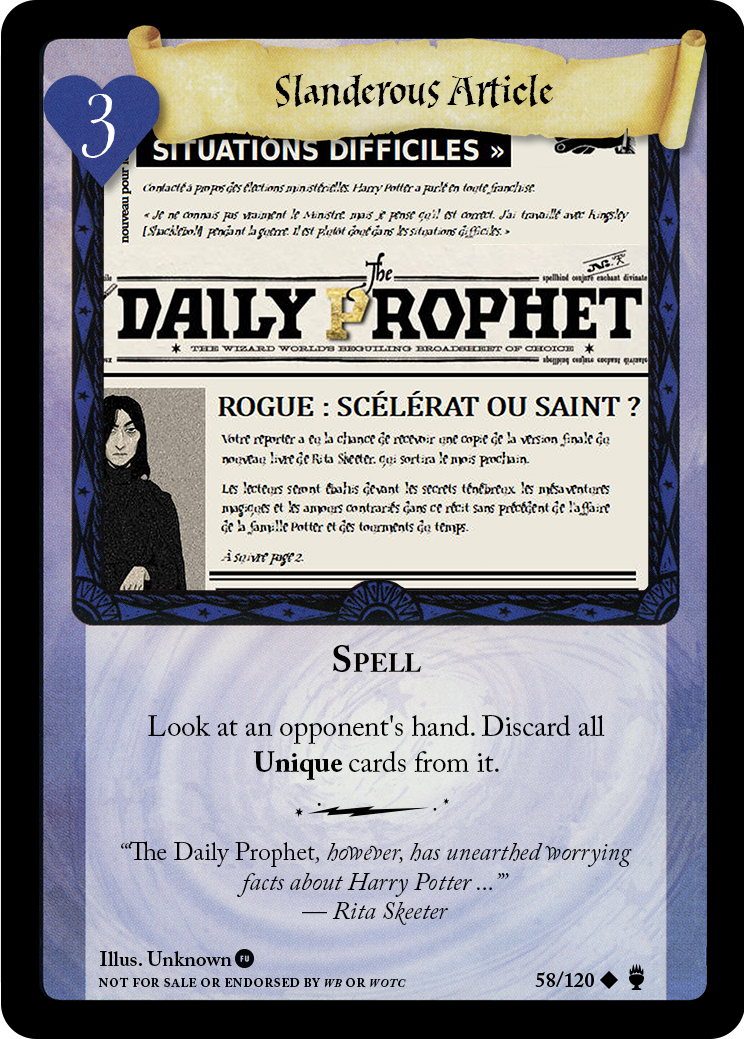 Slanderous Article
3
SITUATIONS DIFFICILES »
nouveau pour
Contacté à propos des élections ministérielles, Harry Potter a parlé en toute franchise.
« Je ne connais pas vraiment le Ministre, mais je pense qu'il est correct. J'ai travaillé avec Kingsley
[Shacklebolt] pendant la guerre. Il est plutôt doué dans les situations difficiles. »
The
spellbind conjure enchant divinate
DAILY PROPHET
★ THE WIZARD WORLD'S BEGUILING BROADSHEET OF CHOICE ★
ROGUE : SCÉLÉRAT OU SAINT ?
Votre reporter a eu la chance de recevoir une copie de la version finale du
nouveau livre de Rita Skeeter, qui sortira le mois prochain.
Les lecteurs seront ébahis devant les secrets ténébreux, les mésaventures
magiques et les amours contrariés dans ce récit sans précédent de l'affaire
de la famille Potter et des tourments du temps.
À suivre page 2.
SPELL
Look at an opponent's hand. Discard all
Unique cards from it.
“‘The Daily Prophet, however, has unearthed worrying
facts about Harry Potter ...’”
— Rita Skeeter
Illus. Unknown FU
NOT FOR SALE OR ENDORSED BY WB OR WOTC
58/120